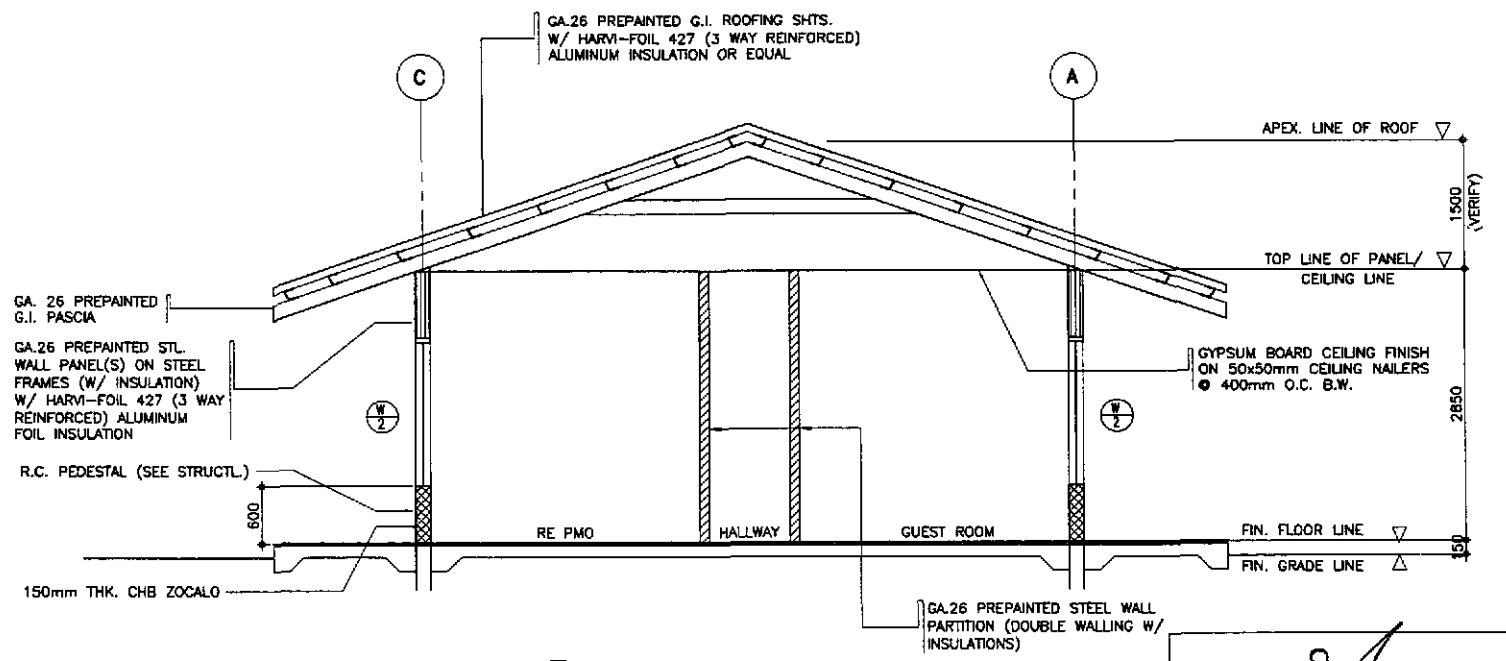 GA.26 PREPAINTED G.I. ROOFING SHTS.
W/ HARVI-FOIL 427 (3 WAY REINFORCED)
ALUMINUM INSULATION OR EQUAL
C
A
APEX. LINE OF ROOF
1500
(VERIFY)
TOP LINE OF PANEL/
CEILING LINE
GA. 26 PREPAINTED
G.I. PASCIA
GA.26 PREPAINTED STL.
WALL PANEL(S) ON STEEL
FRAMES (W/ INSULATION)
W/ HARVI-FOIL 427 (3 WAY
REINFORCED) ALUMINUM
FOIL INSULATION
GYPSUM BOARD CEILING FINISH
ON 50x50mm CEILING NAILERS
@ 400mm O.C. B.W.
2850
W
2
W
2
R.C. PEDESTAL (SEE STRUCTL.)
600
RE PMO
HALLWAY
GUEST ROOM
FIN. FLOOR LINE
150
FIN. GRADE LINE
150mm THK. CHB ZOCALO
GA.26 PREPAINTED STEEL WALL
PARTITION (DOUBLE WALLING W/
INSULATIONS)